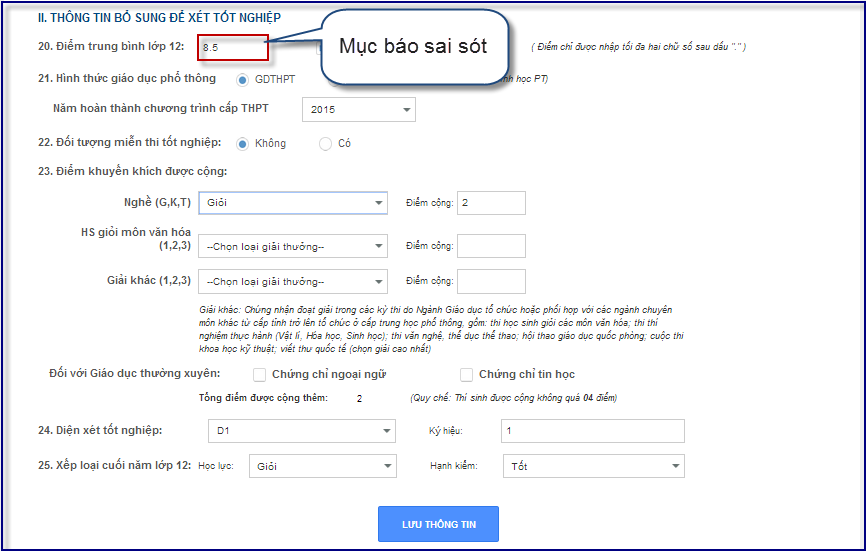 II. THÔNG TIN BỔ SUNG ĐỂ XÉT TỐT NGHIỆP
20. Điểm trung bình lớp 12: 8.5 Mục báo sai sót ( Điểm chỉ được nhập tối đa hai chữ số sau dấu "." )
21. Hình thức giáo dục phổ thông GDTHPT học PT)
Năm hoàn thành chương trình cấp THPT 2015
22. Đối tượng miễn thi tốt nghiệp: Không Có
23. Điểm khuyến khích được cộng:
Nghề (G,K,T) Giỏi Điểm cộng: 2
HS giỏi môn văn hóa
(1,2,3) --Chọn loại giải thưởng-- Điểm cộng:
Giải khác (1,2,3) --Chọn loại giải thưởng-- Điểm cộng:
Giải khác: Chứng nhận đoạt giải trong các kỳ thi do Ngành Giáo dục tổ chức hoặc phối hợp với các ngành chuyên
môn khác từ cấp tỉnh trở lên tổ chức ở cấp trung học phổ thông, gồm: thi học sinh giỏi các môn văn hóa; thi thí
nghiệm thực hành (Vật lí, Hóa học, Sinh học); thi văn nghệ, thể dục thể thao; hội thao giáo dục quốc phòng; cuộc thi
khoa học kỹ thuật; viết thư quốc tế (chọn giải cao nhất)
Đối với Giáo dục thường xuyên: Chứng chỉ ngoại ngữ Chứng chỉ tin học
Tổng điểm được cộng thêm: 2 (Quy chế: Thí sinh được cộng không quá 04 điểm)
24. Diện xét tốt nghiệp: D1 Ký hiệu: 1
25. Xếp loại cuối năm lớp 12: Học lực: Giỏi Hạnh kiểm: Tốt
LƯU THÔNG TIN